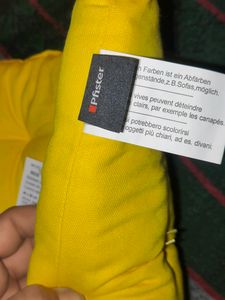 Pfister
n Farben ist ein Abfärben
enstände, z.B. Sofas, möglich.
vives peuvent déteindre
clairs, par exemple les canapés
potrebbero scolorirsi
oggetti più chiari, ad es. divani.